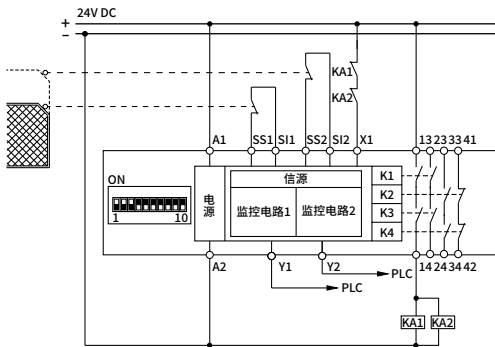 24V DC
+
−
KA1
KA2
A1
SS1
SI1
SS2
SI2
X1
13
23
33
41
ON
1
10
电源
信源
监控电路1
监控电路2
K1
K2
K3
K4
A2
Y1
Y2
14
24
34
42
PLC
PLC
KA1
KA2